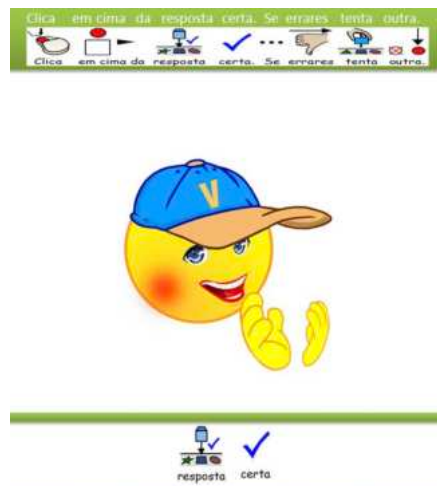 Clica em cima da resposta certa. Se errares tenta outra.
Clica em cima da resposta certa. Se errares tenta outra.
V
resposta certa